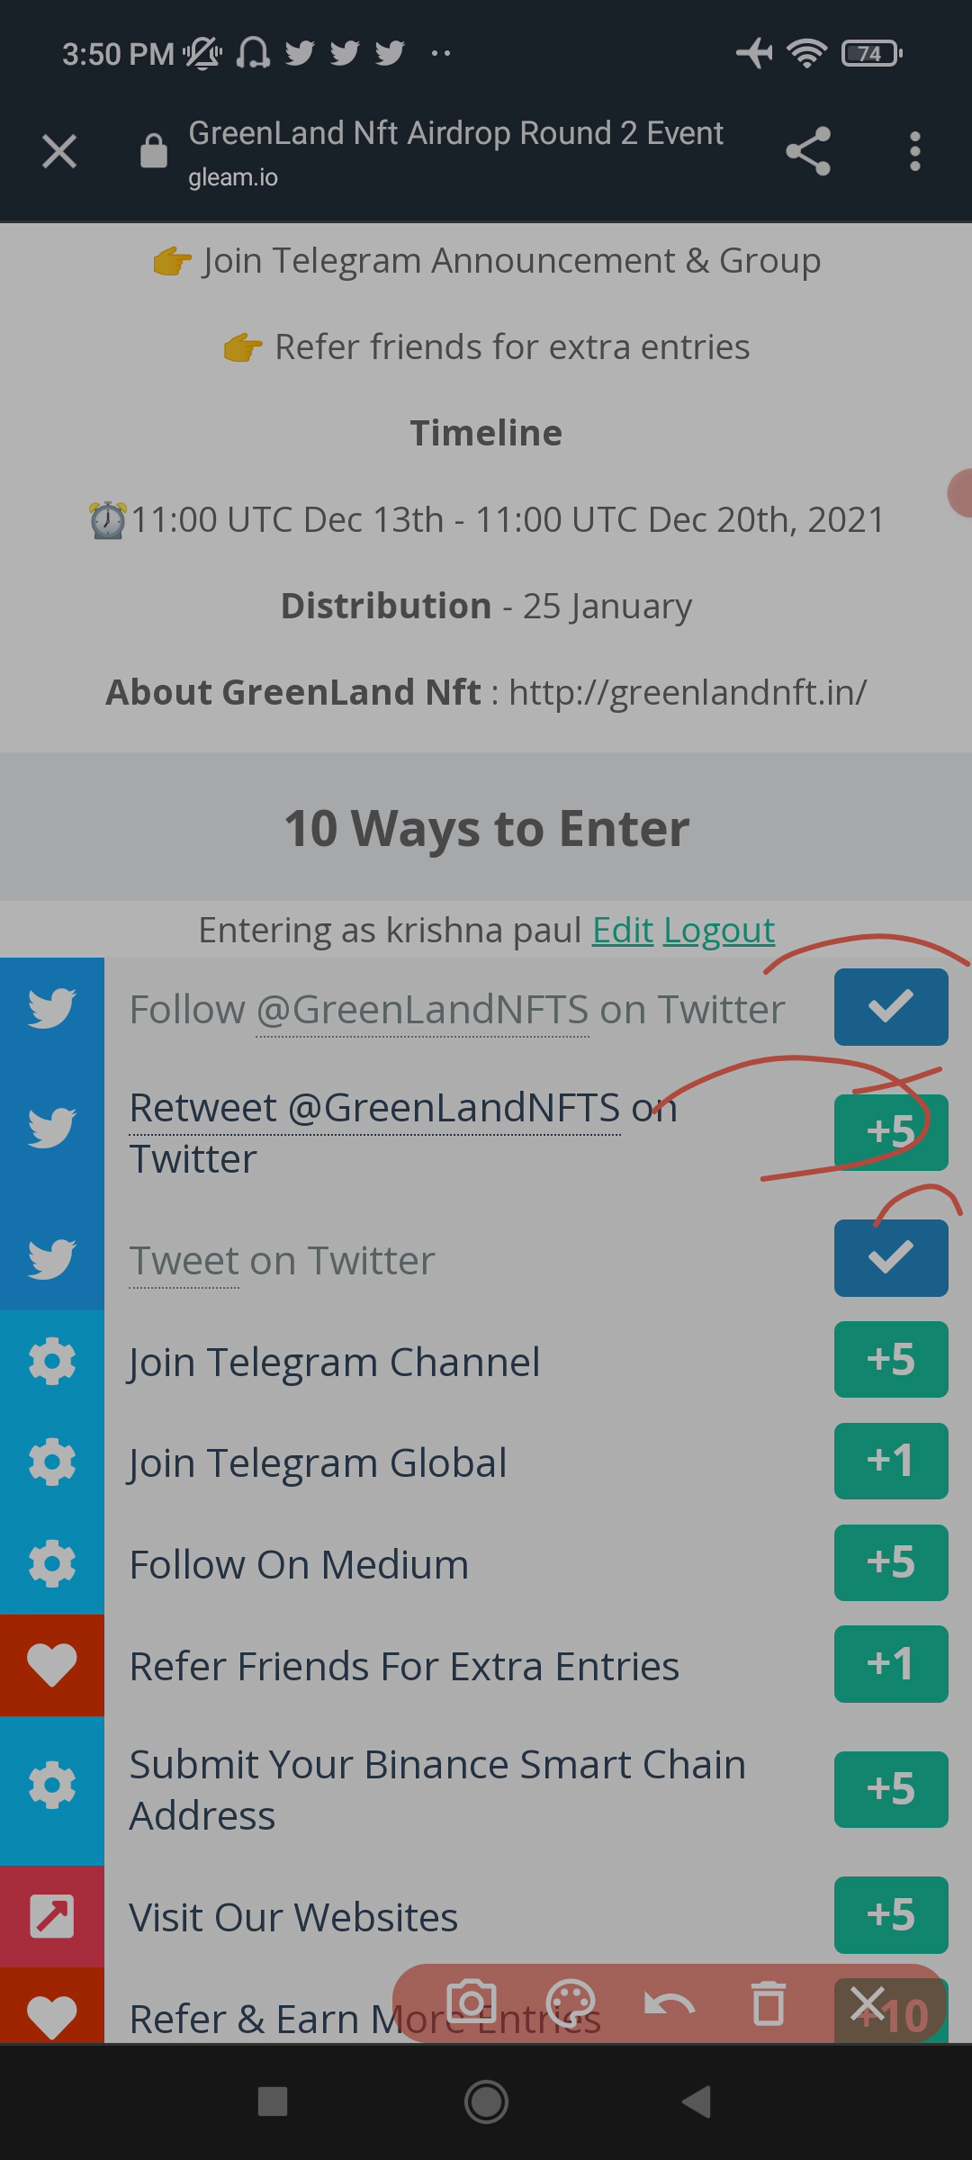 3:50 PM
74
GreenLand Nft Airdrop Round 2 Event
gleam.io
👉 Join Telegram Announcement & Group
👉 Refer friends for extra entries
Timeline
⏰11:00 UTC Dec 13th - 11:00 UTC Dec 20th, 2021
Distribution - 25 January
About GreenLand Nft : http://greenlandnft.in/
10 Ways to Enter
Entering as krishna paul Edit Logout
Follow @GreenLandNFTS on Twitter
Retweet @GreenLandNFTS on
Twitter
+5
Tweet on Twitter
Join Telegram Channel +5
Join Telegram Global +1
Follow On Medium +5
Refer Friends For Extra Entries +1
Submit Your Binance Smart Chain
Address
+5
Visit Our Websites +5
Refer & Earn More Entries +10